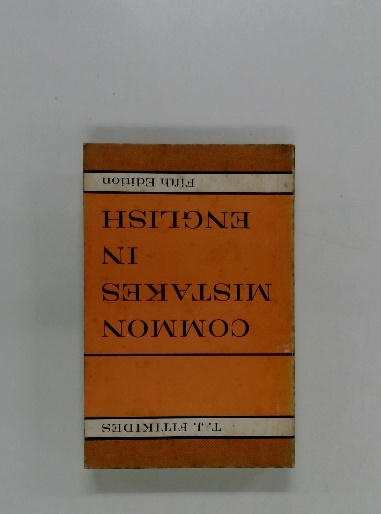 T. J. FITIKIDES
COMMON
MISTAKES
IN
ENGLISH
Fifth Edition